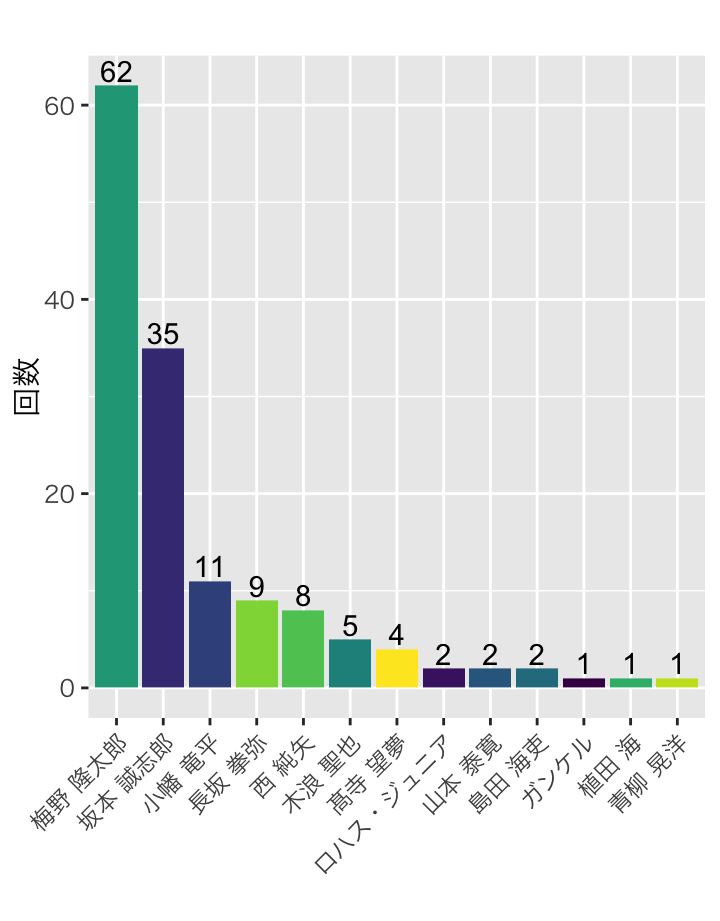 62
60
35
40
回数
20
11
9
8
5
4
2
2
2
1
1
1
0
梅野 隆太郎
坂本 誠志郎
小幡 竜平
長坂 拳弥
西 純矢
木浪 聖也
髙寺 望夢
ロハス・ジュニア
山本 泰寛
島田 海吏
ガンケル
植田 海
青柳 晃洋